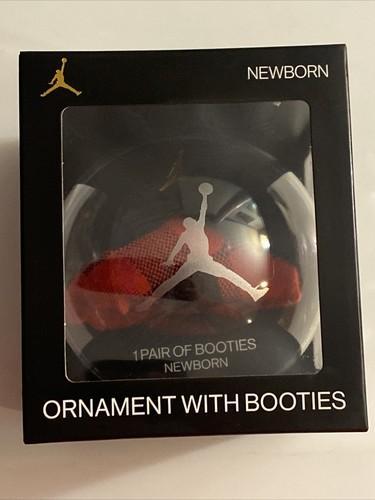 NEWBORN
1 PAIR OF BOOTIES
NEWBORN
ORNAMENT WITH BOOTIES